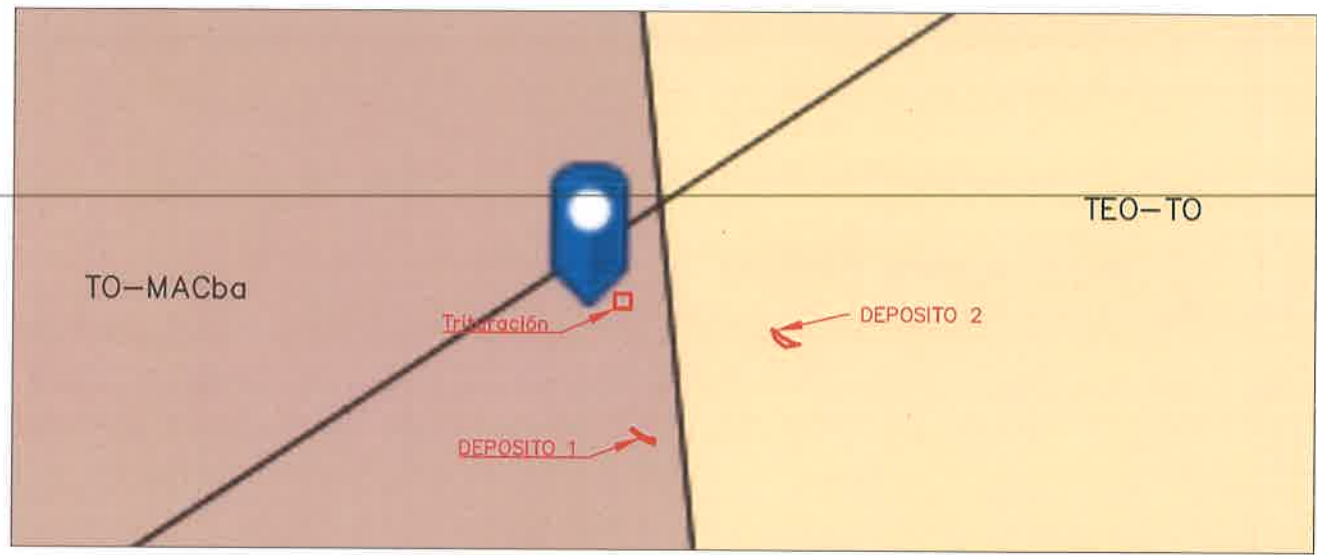 TEO-TO
TO-MACba
Trituración
DEPOSITO 2
DEPOSITO 1